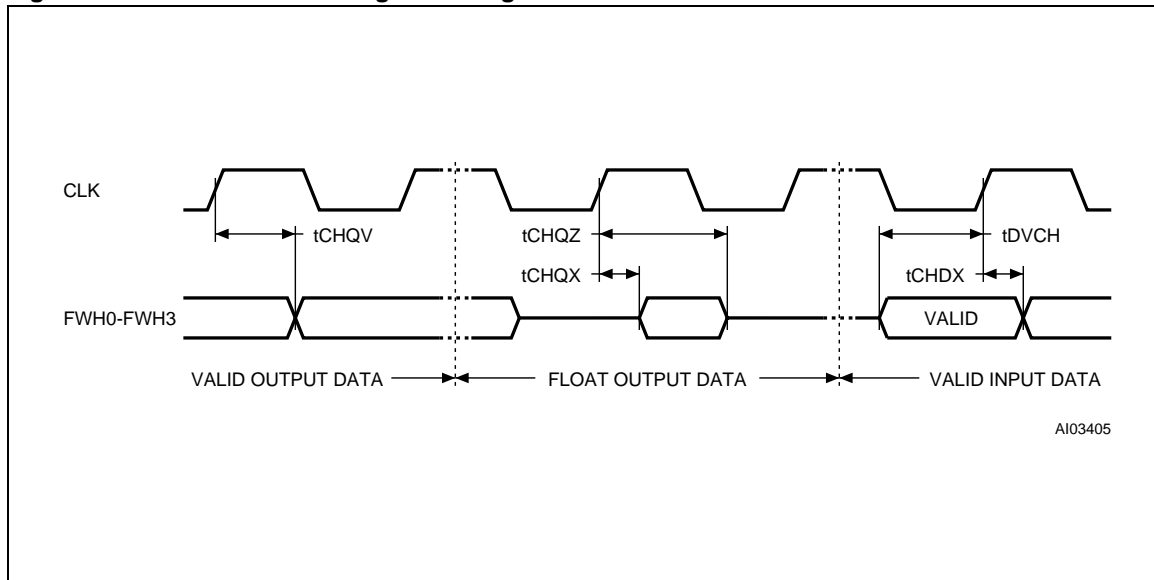 CLK
tCHQV
tCHQZ
tDVCH
tCHQX
tCHDX
FWH0-FWH3
VALID
VALID OUTPUT DATA
FLOAT OUTPUT DATA
VALID INPUT DATA
AI03405